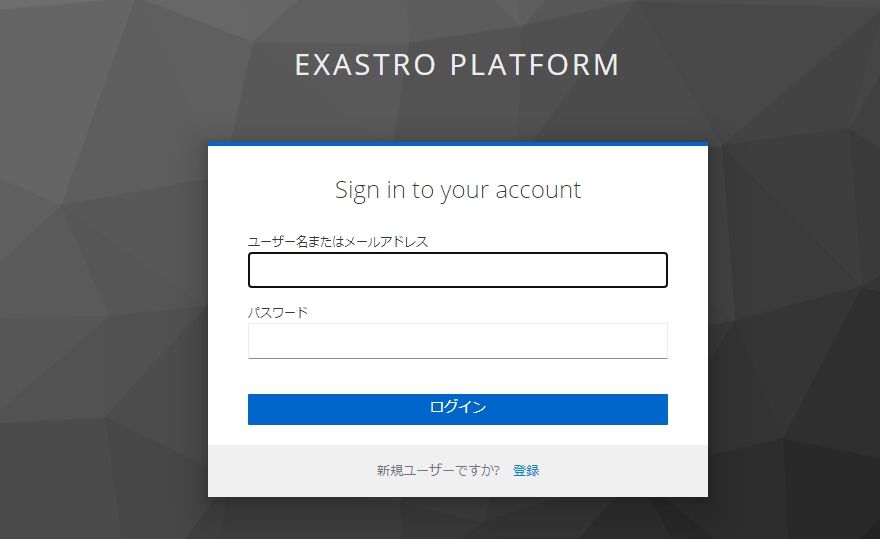 EXASTRO PLATFORM
Sign in to your account
ユーザー名またはメールアドレス
パスワード
ログイン
新規ユーザーですか? 登録